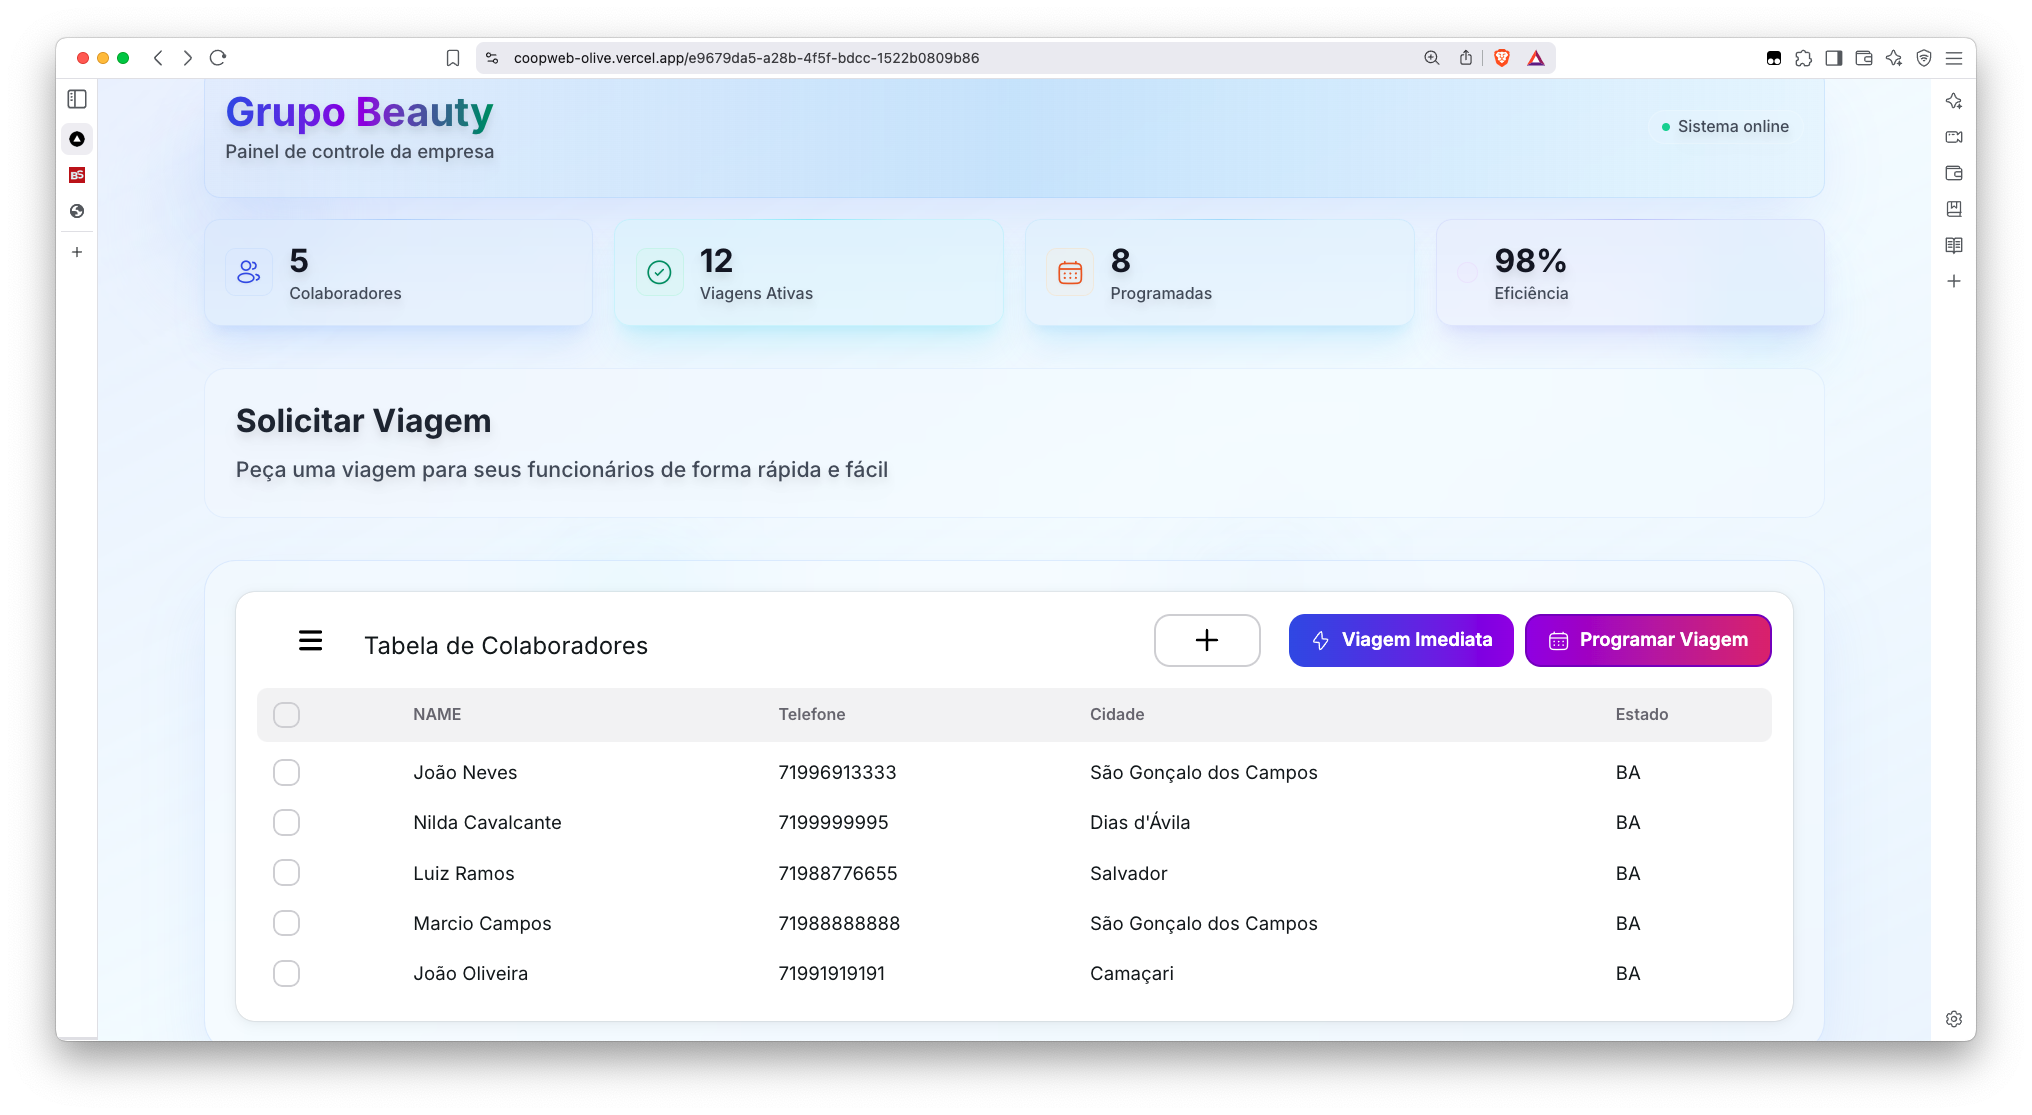 coopweb-olive.vercel.app/e9679da5-a28b-4f5f-bdcc-1522b0809b86
BS
Grupo Beauty
Painel de controle da empresa
Sistema online
5
Colaboradores
12
Viagens Ativas
8
Programadas
98%
Eficiência
Solicitar Viagem
Peça uma viagem para seus funcionários de forma rápida e fácil
Tabela de Colaboradores
Viagem Imediata
Programar Viagem
NAME Telefone Cidade Estado
João Neves 71996913333 São Gonçalo dos Campos BA
Nilda Cavalcante 7199999995 Dias d'Ávila BA
Luiz Ramos 71988776655 Salvador BA
Marcio Campos 71988888888 São Gonçalo dos Campos BA
João Oliveira 71991919191 Camaçari BA